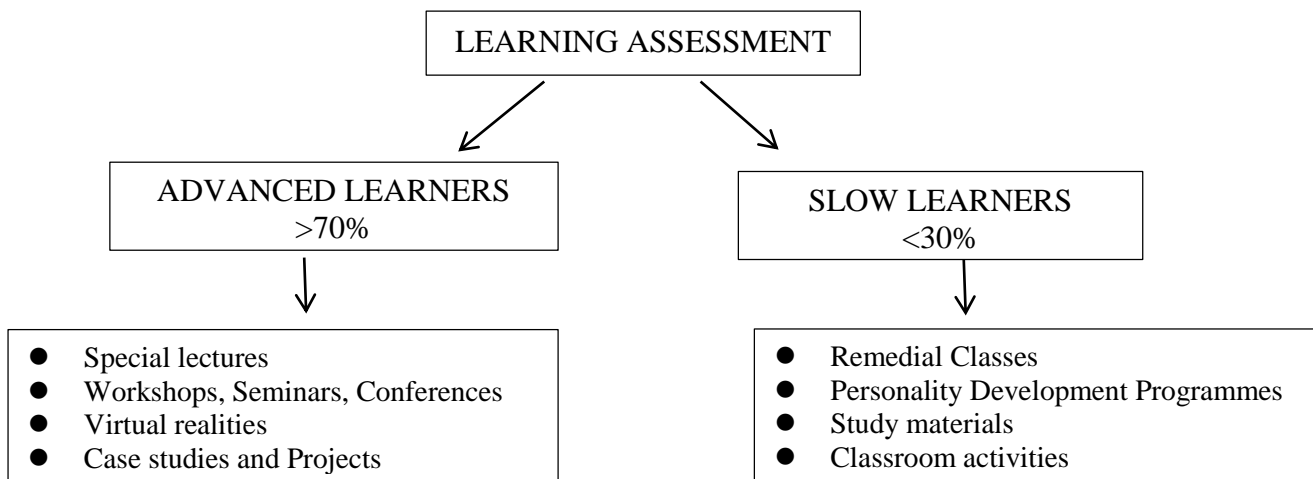 LEARNING ASSESSMENT
ADVANCED LEARNERS
>70%
SLOW LEARNERS
<30%
● Special lectures
● Workshops, Seminars, Conferences
● Virtual realities
● Case studies and Projects
● Remedial Classes
● Personality Development Programmes
● Study materials
● Classroom activities